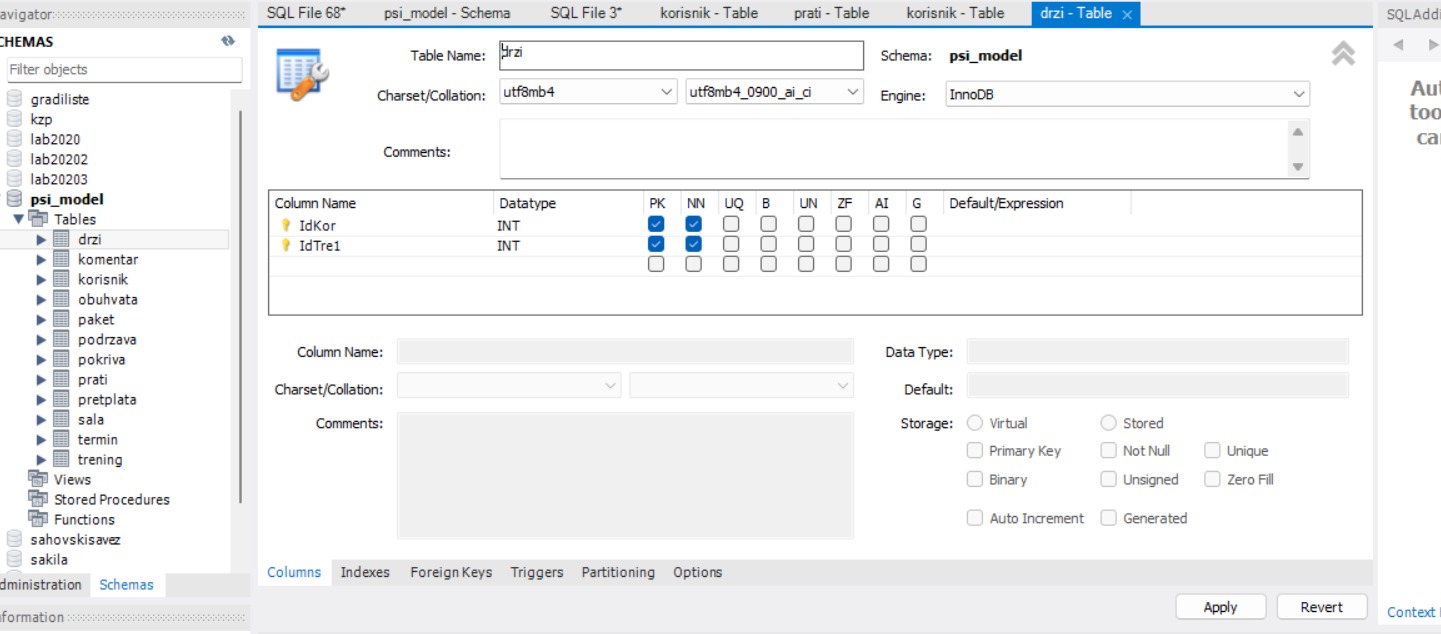 avigator
SQL File 68*
psi_model - Schema
SQL File 3*
korisnik - Table
prati - Table
korisnik - Table
drzi - Table
SQLAddi
CHEMAS
Filter objects
gradiliste
kzp
lab2020
lab20202
lab20203
psi_model
Tables
drzi
komentar
korisnik
obuhvata
paket
podrzava
pokriva
prati
pretplata
sala
termin
trening
Views
Stored Procedures
Functions
sahovskisavez
sakila
dministration Schemas
nformation
Table Name: drzi Schema: psi_model
Charset/Collation: utf8mb4 utf8mb4_0900_ai_ci Engine: InnoDB
Comments:
Column Name Datatype PK NN UQ B UN ZF AI G Default/Expression
IdKor INT
IdTre1 INT
Column Name: Data Type:
Charset/Collation: Default:
Comments: Storage: Virtual Stored
Primary Key Not Null Unique
Binary Unsigned Zero Fill
Auto Increment Generated
Columns Indexes Foreign Keys Triggers Partitioning Options
Apply Revert
Aut
too
ca
Context